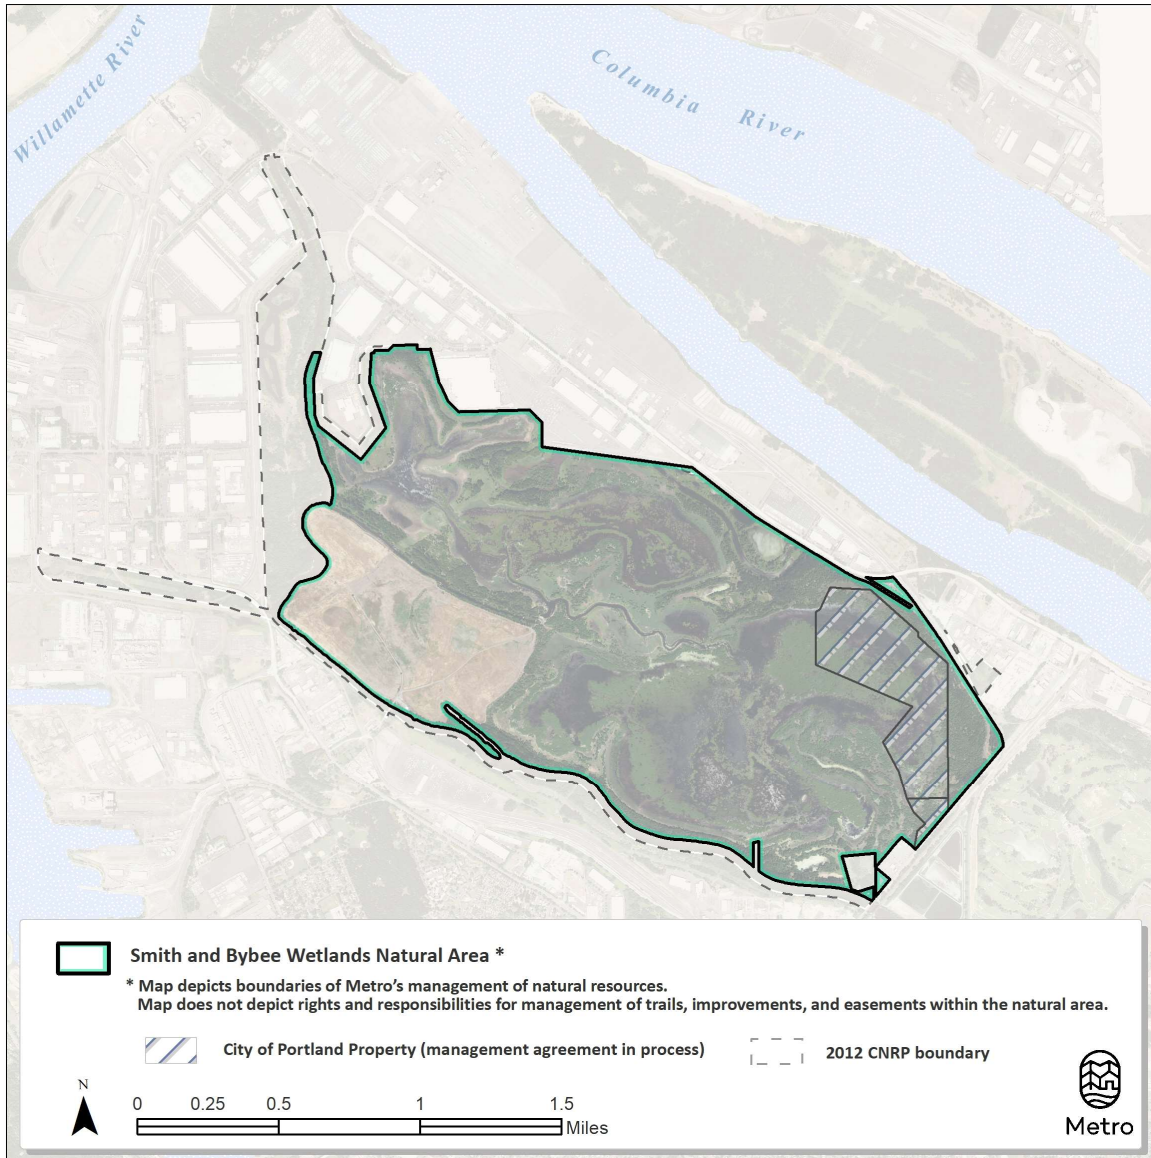 Willamette River
Columbia River
Smith and Bybee Wetlands Natural Area *
* Map depicts boundaries of Metro's management of natural resources.
Map does not depict rights and responsibilities for management of trails, improvements, and easements within the natural area.
City of Portland Property (management agreement in process)
2012 CNRP boundary
N
0 0.25 0.5 1 1.5
Miles
Metro